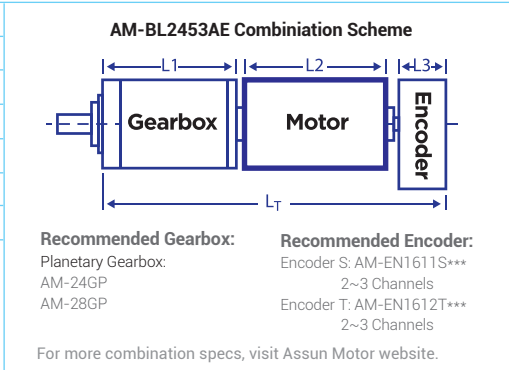 AM-BL2453AE Combiniation Scheme
L1
L2
L3
Gearbox
Motor
Encoder
LT
Recommended Gearbox:
Planetary Gearbox:
AM-24GP
AM-28GP
Recommended Encoder:
Encoder S: AM-EN1611S***
2~3 Channels
Encoder T: AM-EN1612T***
2~3 Channels
For more combination specs, visit Assun Motor website.